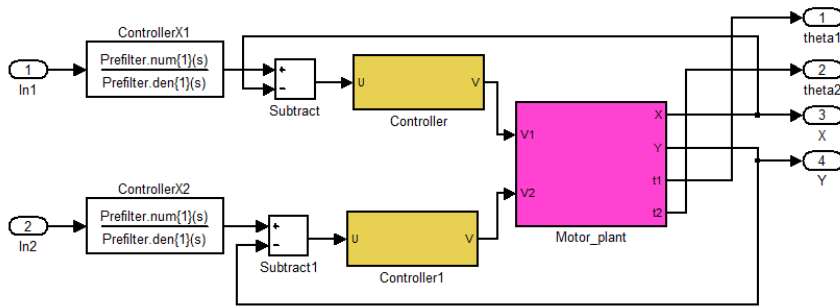 ControllerX1
Prefilter.num{1}(s)
Prefilter.den{1}(s)
1
In1
+
−
Subtract
U
V
Controller
V1
V2
X
Y
t1
t2
Motor_plant
1
theta1
2
theta2
3
X
4
Y
ControllerX2
Prefilter.num{1}(s)
Prefilter.den{1}(s)
2
In2
+
−
Subtract1
U
V
Controller1